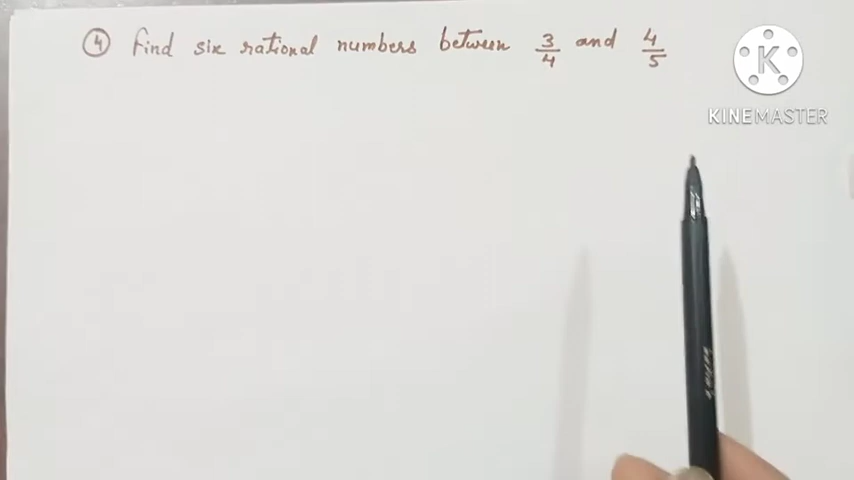 ④ Find six rational numbers between 3/4 and 4/5
K
KINEMASTER